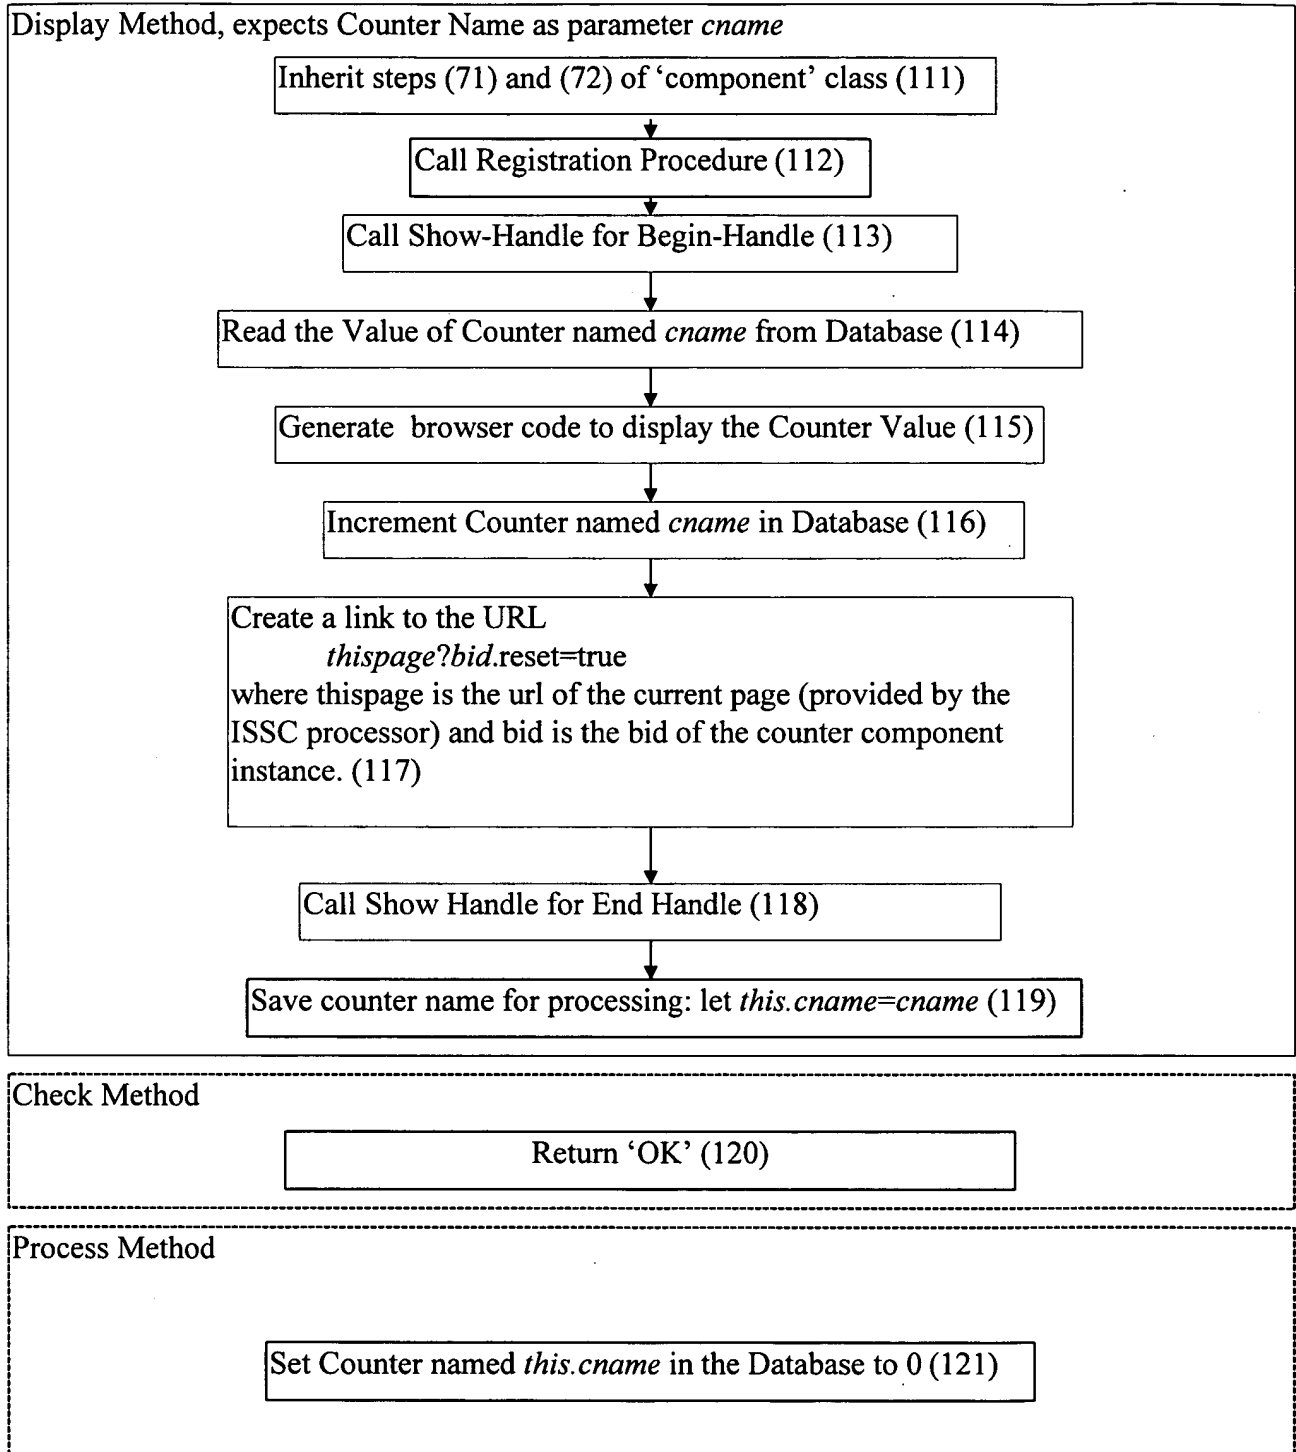 Display Method, expects Counter Name as parameter cname
Inherit steps (71) and (72) of ‘component’ class (111)
Call Registration Procedure (112)
Call Show-Handle for Begin-Handle (113)
Read the Value of Counter named cname from Database (114)
Generate browser code to display the Counter Value (115)
Increment Counter named cname in Database (116)
Create a link to the URL
thispage?bid.reset=true
where thispage is the url of the current page (provided by the
ISSC processor) and bid is the bid of the counter component
instance. (117)
Call Show Handle for End Handle (118)
Save counter name for processing: let this.cname=cname (119)
Check Method
Return ‘OK’ (120)
Process Method
Set Counter named this.cname in the Database to 0 (121)